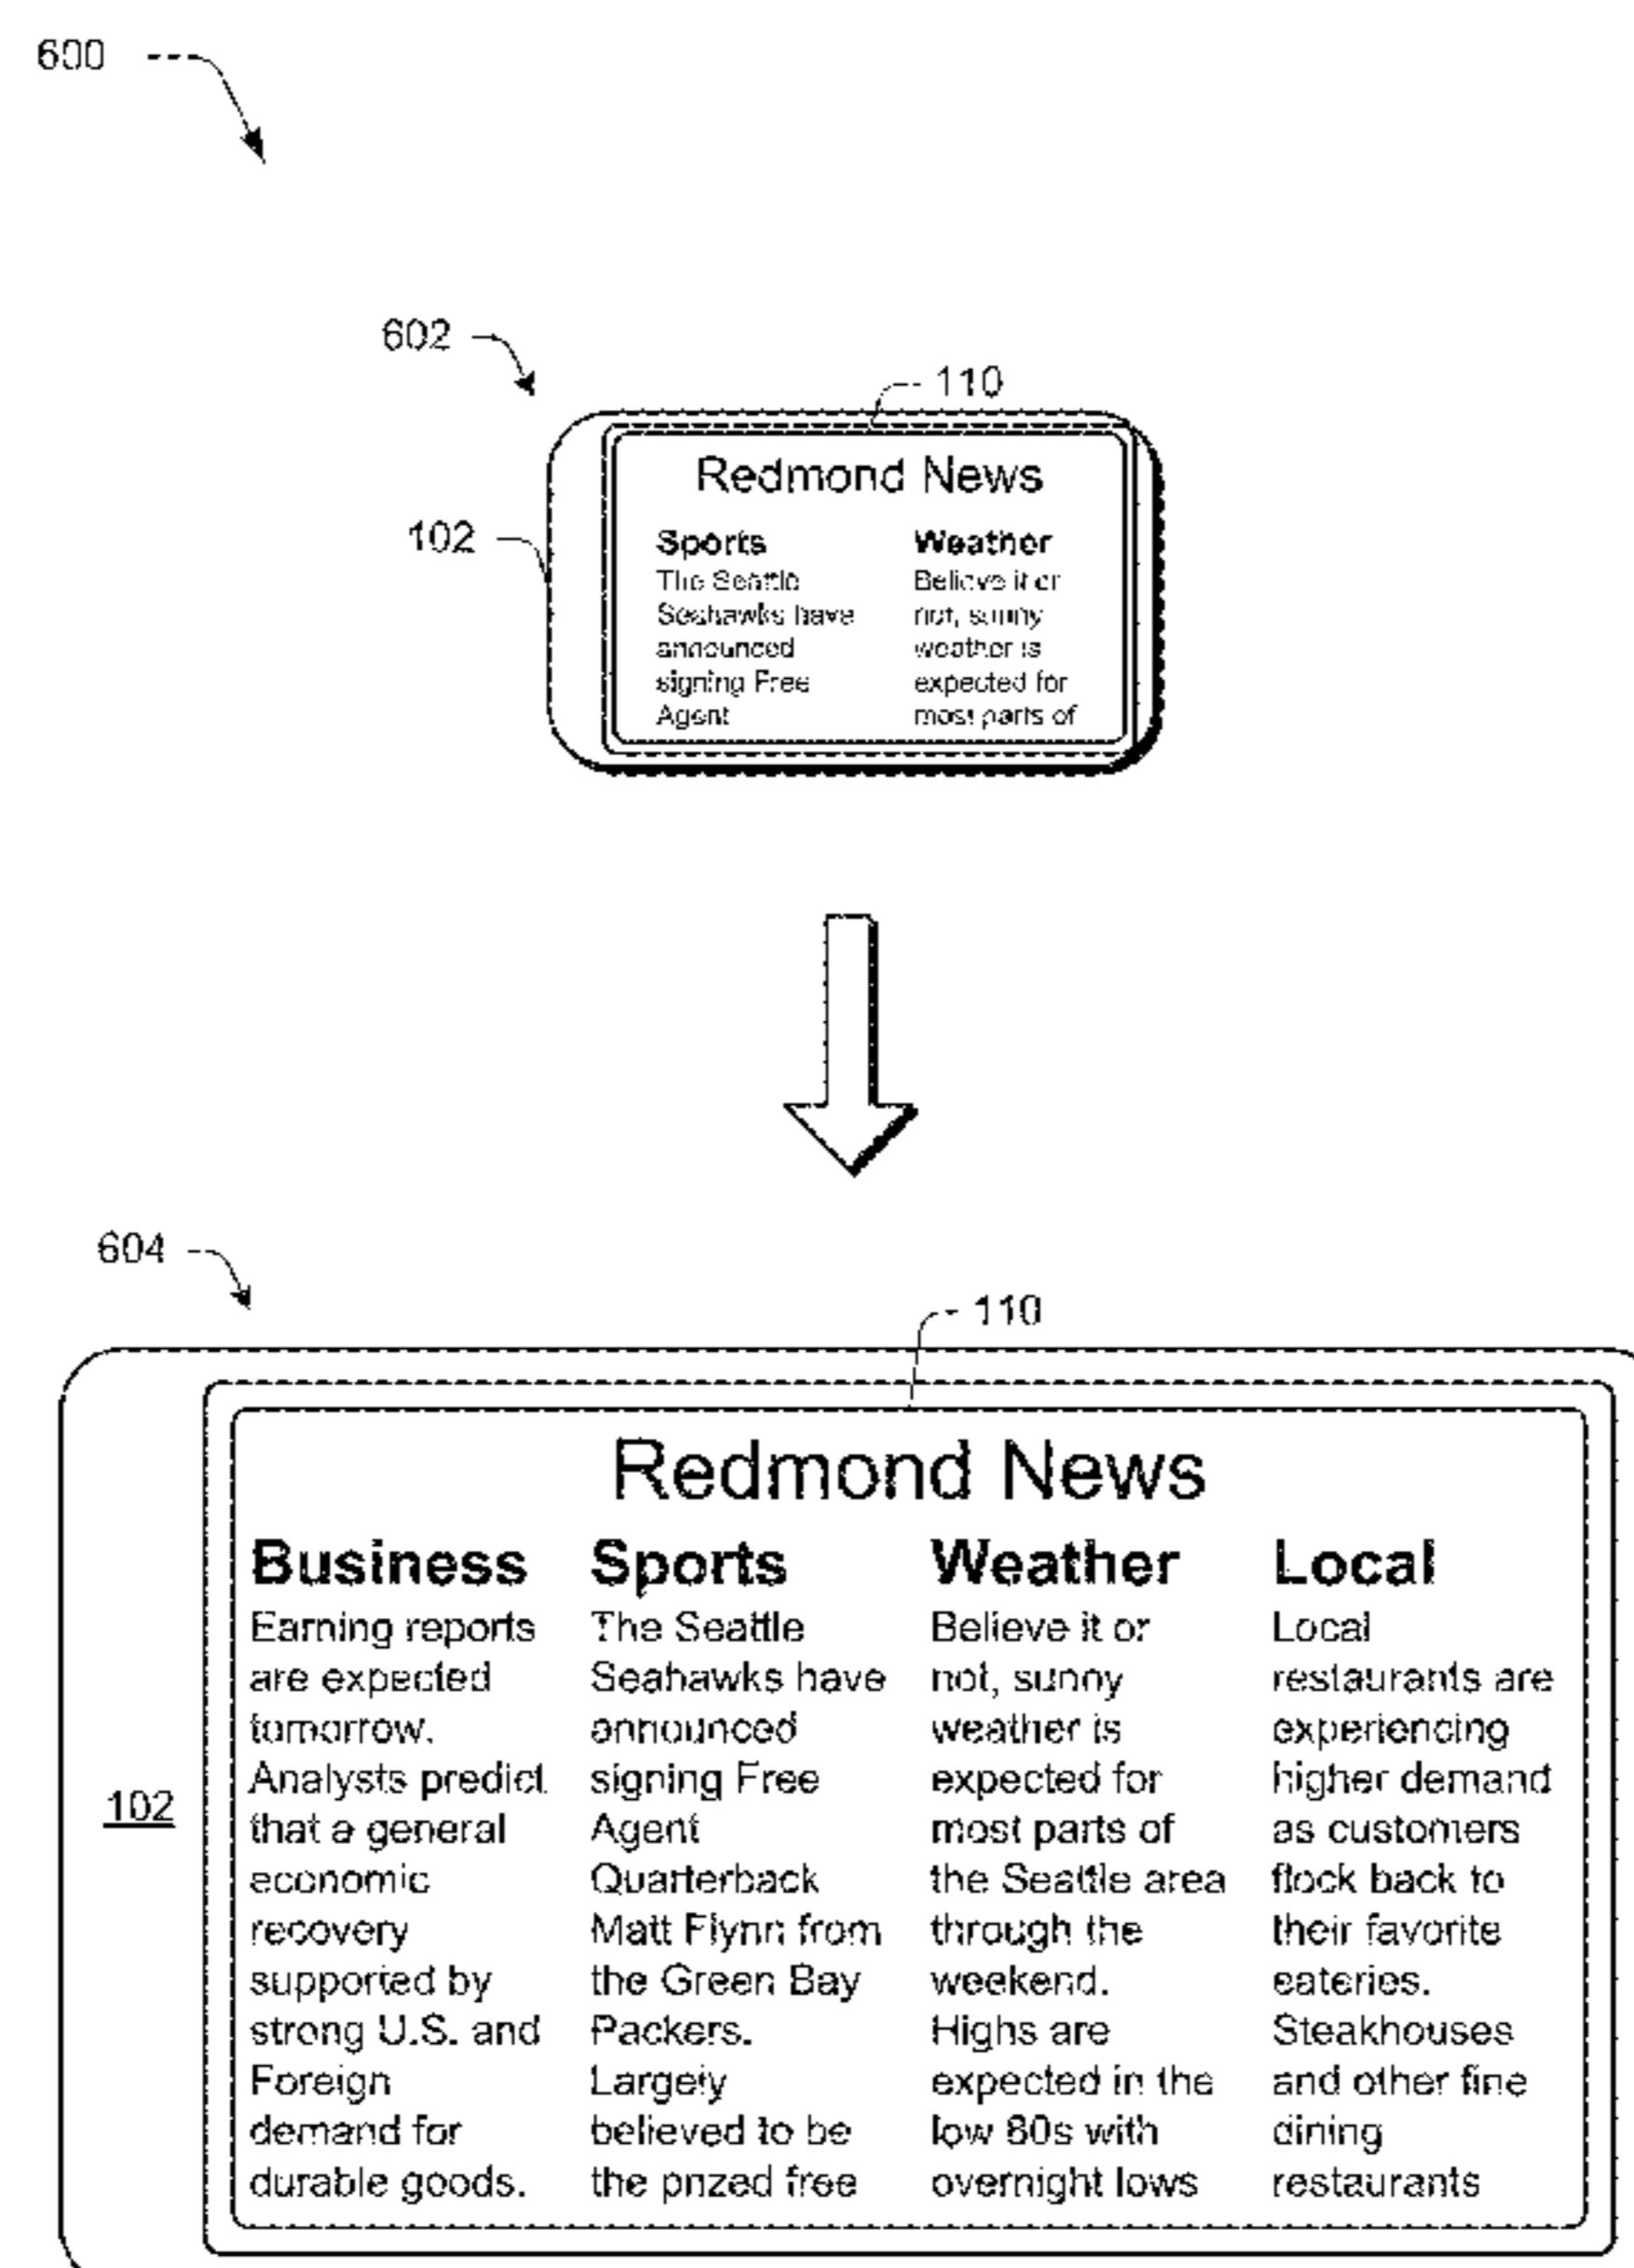 600
602
110
Redmond News
102
Sports
The Seattle
Seahawks have
announced
signing Free
Agent
Weather
Believe it or
not, sunny
weather is
expected for
most parts of
604
110
Redmond News
102
Business
Earning reports
are expected
tomorrow.
Analysts predict
that a general
economic
recovery
supported by
strong U.S. and
Foreign
demand for
durable goods.
Sports
The Seattle
Seahawks have
announced
signing Free
Agent
Quarterback
Matt Flynn from
the Green Bay
Packers.
Largely
believed to be
the prized free
Weather
Believe it or
not, sunny
weather is
expected for
most parts of
the Seattle area
through the
weekend.
Highs are
expected in the
low 80s with
overnight lows
Local
Local
restaurants are
experiencing
higher demand
as customers
flock back to
their favorite
eateries.
Steakhouses
and other fine
dining
restaurants